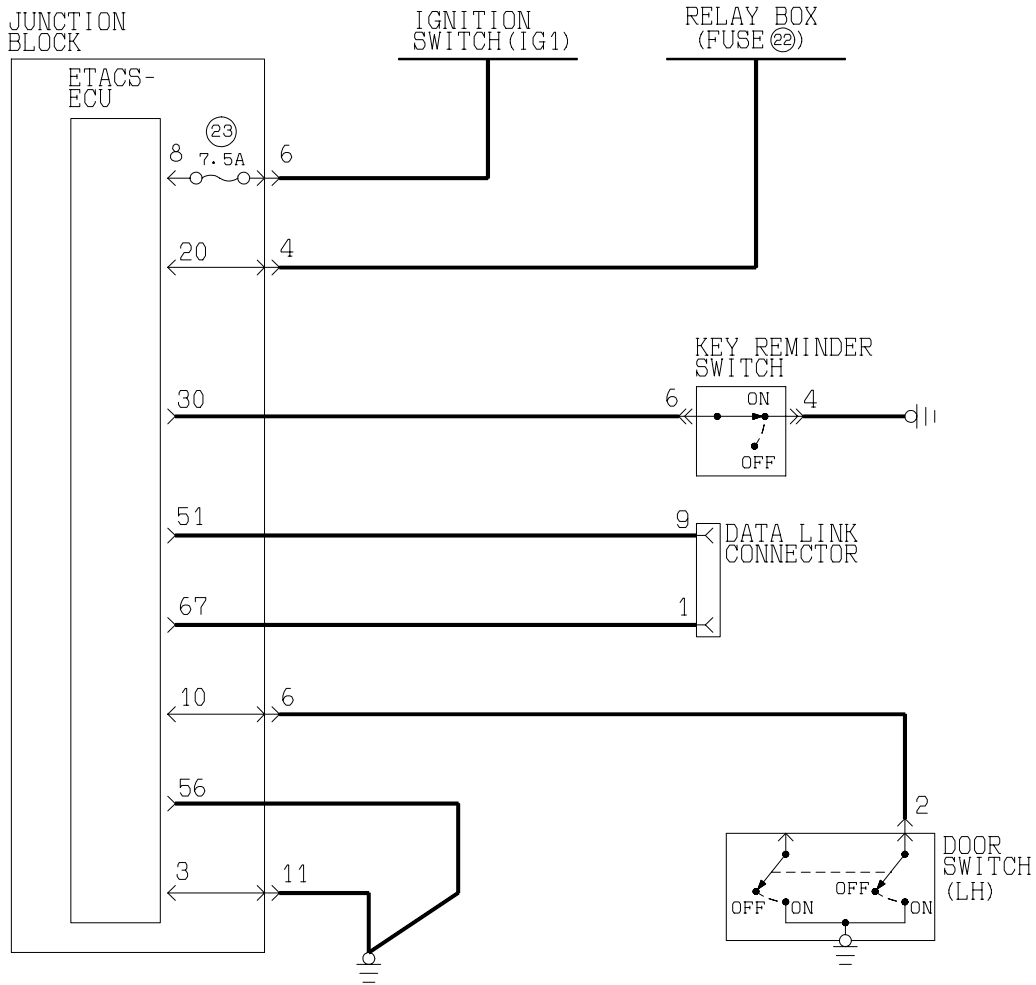 JUNCTION
BLOCK
IGNITION
SWITCH(IG1)
RELAY BOX
(FUSE 22)
ETACS-
ECU
23
8 7.5A 6
20 4
KEY REMINDER
SWITCH
30 6 ON 4
OFF
51 9 DATA LINK
CONNECTOR
67 1
10 6
56
2
DOOR
SWITCH
(LH)
3 11
OFF ON OFF ON